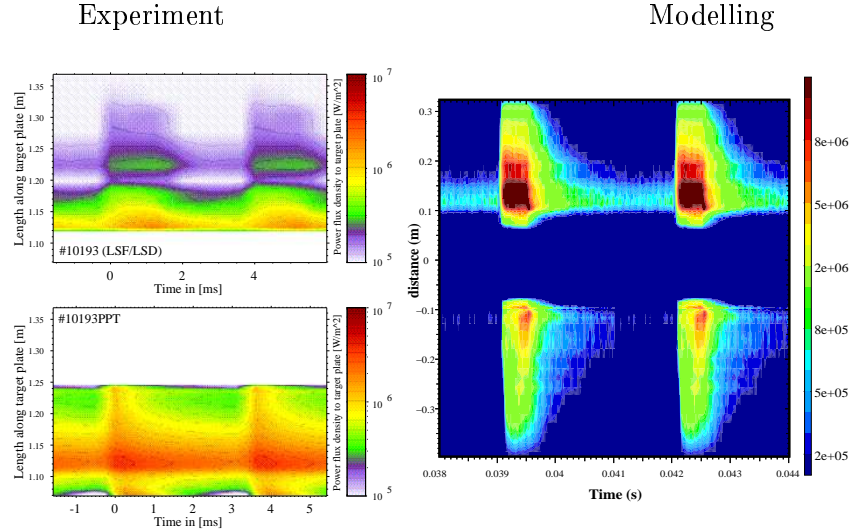 Experiment
Modelling
Length along target plate [m]
1.35
1.30
1.25
1.20
1.15
1.10
#10193 (LSF/LSD)
0
2
4
Time in [ms]
Power flux density to target plate [W/m^2]
10 7
10 6
10 5
Length along target plate [m]
1.35
1.30
1.25
1.20
1.15
1.10
#10193PPT
-1
0
1
2
3
4
5
Time in [ms]
Power flux density to target plate [W/m^2]
10 7
10 6
10 5
distance (m)
0.3
0.2
0.1
0
−0.1
−0.2
−0.3
0.038
0.039
0.04
0.041
0.042
0.043
0.044
Time (s)
8e+06
5e+06
2e+06
8e+05
5e+05
2e+05